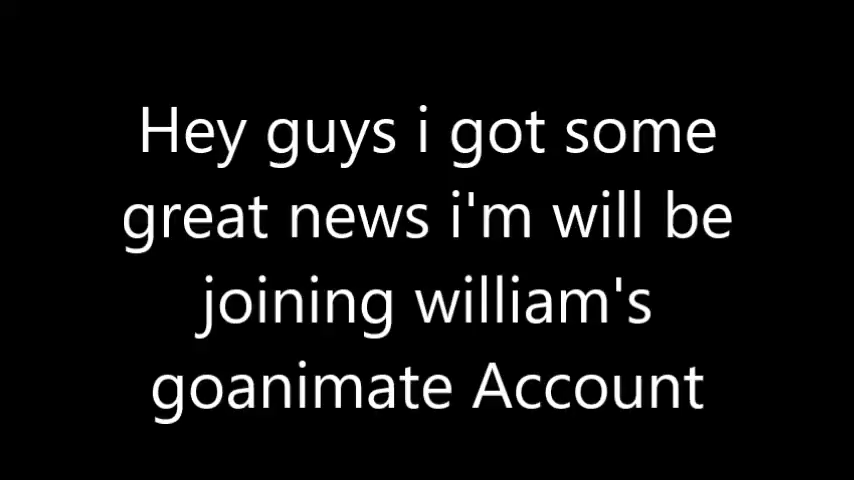 Hey guys i got some
great news i'm will be
joining william's
goanimate Account